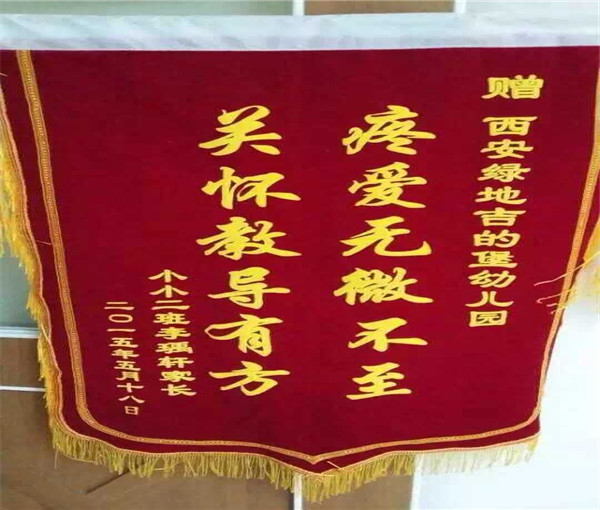 赠 西安绿地吉的堡幼儿园
疼爱无微不至
关怀教导有方
小小二班李瑀轩家长
二〇一五年五月十八日